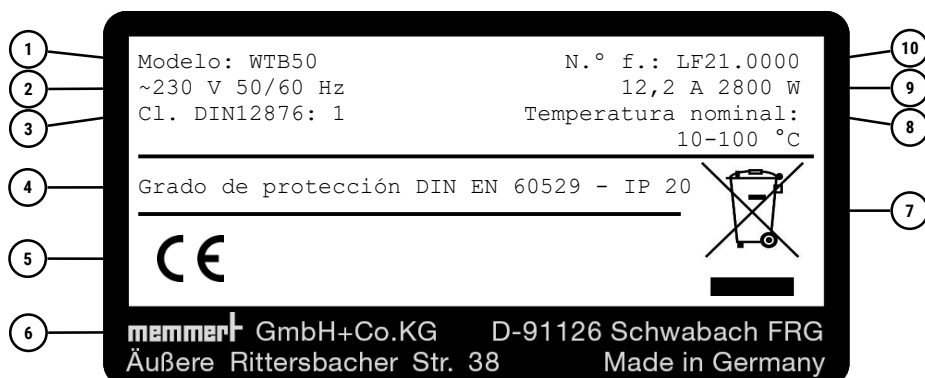 1
2
3
4
5
6
7
8
9
10
Modelo: WTB50 N.º f.: LF21.0000
~230 V 50/60 Hz 12,2 A 2800 W
Cl. DIN12876: 1 Temperatura nominal:
10-100 °C
Grado de protección DIN EN 60529 - IP 20
CE
memmert GmbH+Co.KG D-91126 Schwabach FRG
Äußere Rittersbacher Str. 38 Made in Germany